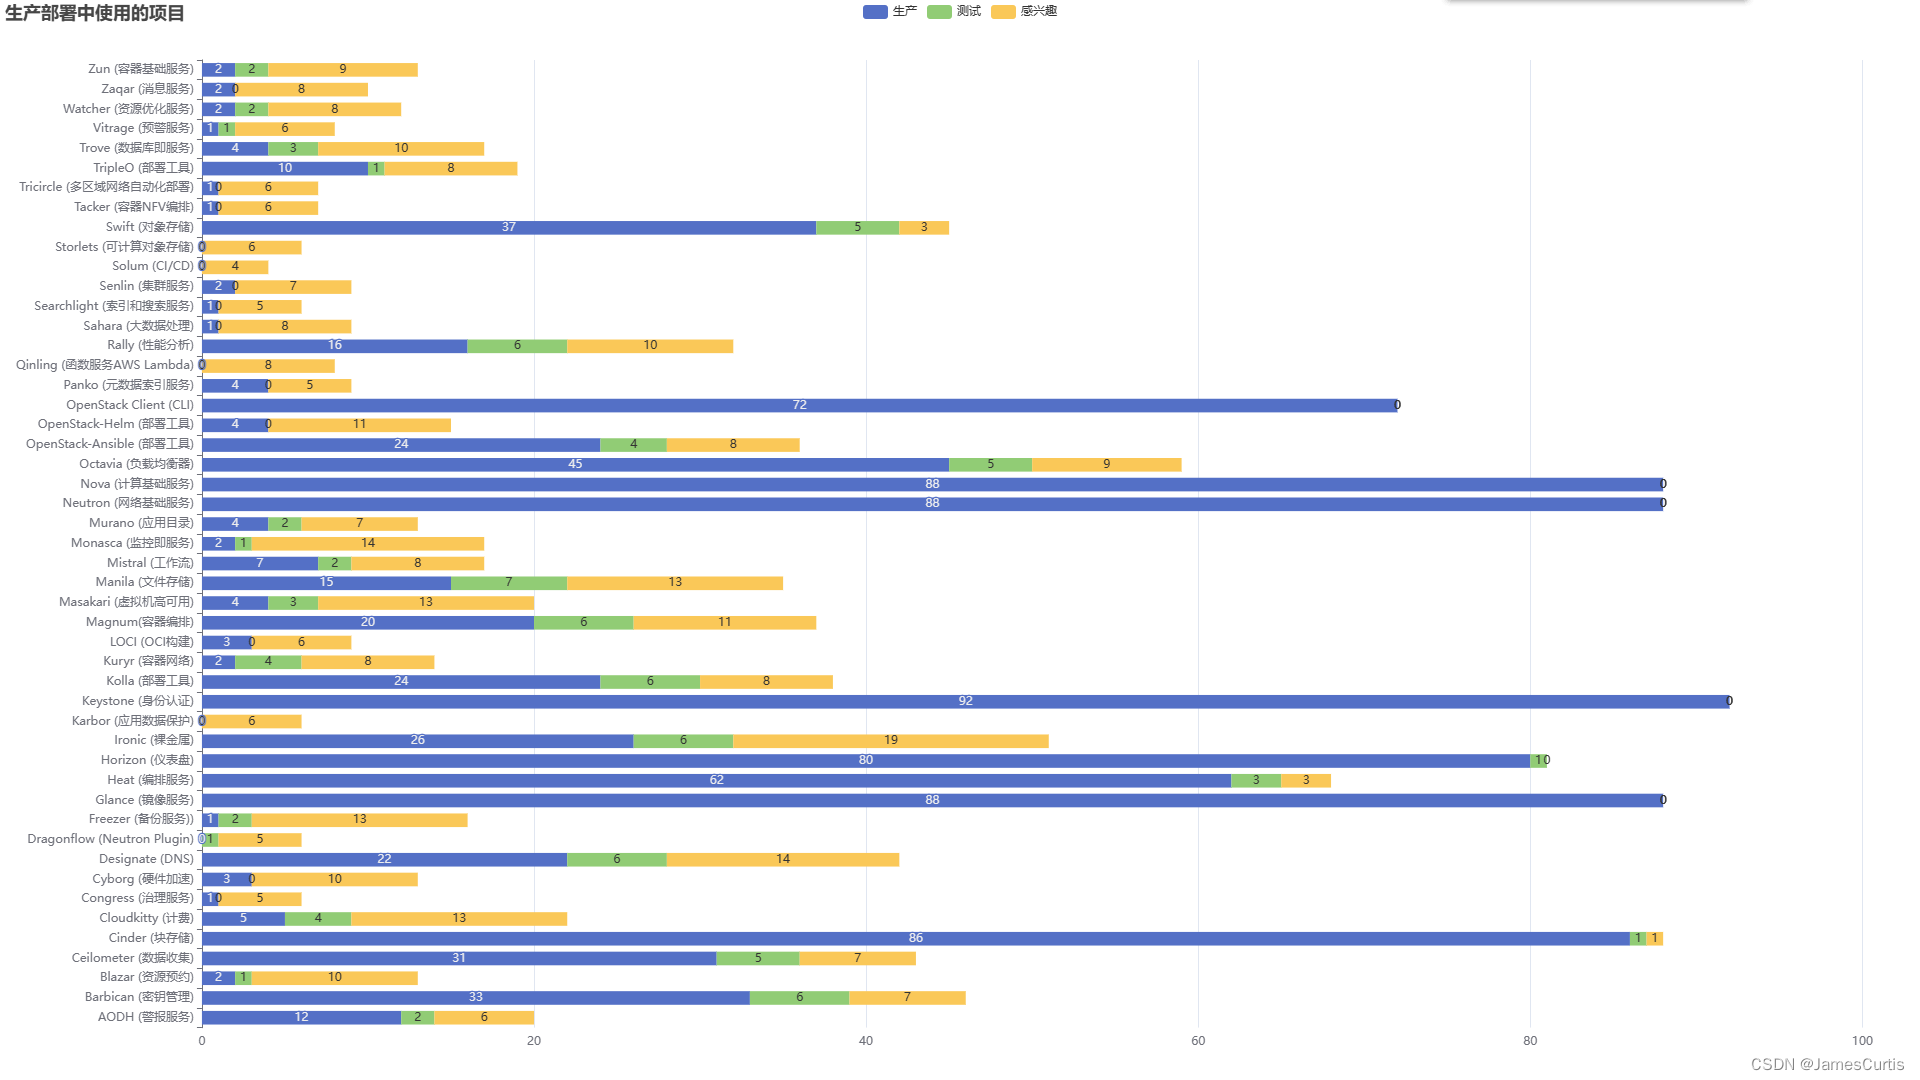 生产部署中使用的项目
生产 测试 感兴趣
Zun (容器基础服务) 2 2 9
Zaqar (消息服务) 2 0 8
Watcher (资源优化服务) 2 2 8
Vitrage (预警服务) 1 1 6
Trove (数据库即服务) 4 3 10
TripleO (部署工具) 10 1 8
Tricircle (多区域网络自动化部署) 1 0 6
Tacker (容器NFV编排) 1 0 6
Swift (对象存储) 37 5 3
Storlets (可计算对象存储) 0 6
Solum (CI/CD) 0 4
Senlin (集群服务) 2 0 7
Searchlight (索引和搜索服务) 1 0 5
Sahara (大数据处理) 1 0 8
Rally (性能分析) 16 6 10
Qinling (函数服务AWS Lambda) 0 8
Panko (元数据索引服务) 4 0 5
OpenStack Client (CLI) 72 0
OpenStack-Helm (部署工具) 4 0 11
OpenStack-Ansible (部署工具) 24 4 8
Octavia (负载均衡器) 45 5 9
Nova (计算基础服务) 88 0
Neutron (网络基础服务) 88 0
Murano (应用目录) 4 2 7
Monasca (监控即服务) 2 1 14
Mistral (工作流) 7 2 8
Manila (文件存储) 15 7 13
Masakari (虚拟机高可用) 4 3 13
Magnum(容器编排) 20 6 11
LOCI (OCI构建) 3 0 6
Kuryr (容器网络) 2 4 8
Kolla (部署工具) 24 6 8
Keystone (身份认证) 92 0
Karbor (应用数据保护) 0 6
Ironic (裸金属) 26 6 19
Horizon (仪表盘) 80 1 0
Heat (编排服务) 62 3 3
Glance (镜像服务) 88 0
Freezer (备份服务)) 1 2 13
Dragonflow (Neutron Plugin) 0 1 5
Designate (DNS) 22 6 14
Cyborg (硬件加速) 3 0 10
Congress (治理服务) 1 0 5
Cloudkitty (计费) 5 4 13
Cinder (块存储) 86 1 1
Ceilometer (数据收集) 31 5 7
Blazar (资源预约) 2 1 10
Barbican (密钥管理) 33 6 7
AODH (警报服务) 12 2 6
0 20 40 60 80 100
CSDN @JamesCurtis